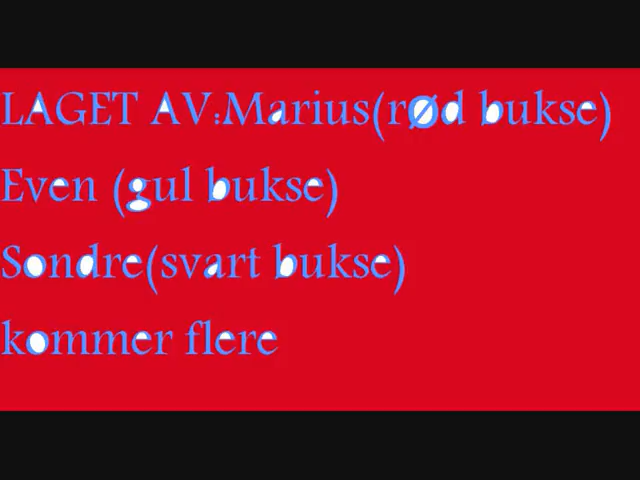 LAGET AV:Marius(rød bukse)
Even (gul bukse)
Sondre(svart bukse)
kommer flere